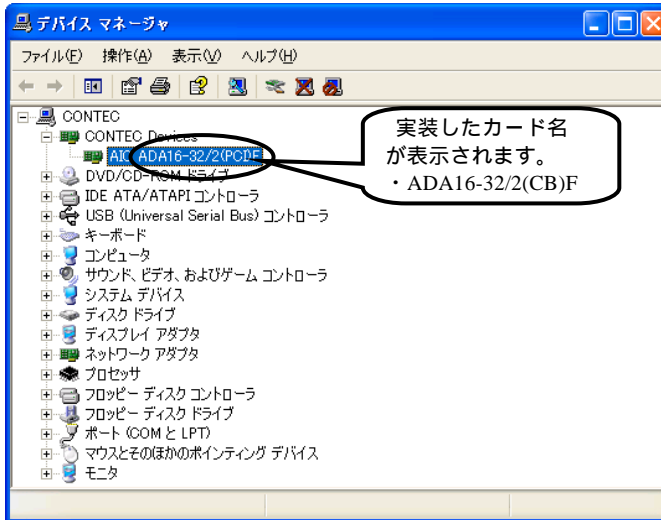 デバイス マネージャ
ファイル(F) 操作(A) 表示(V) ヘルプ(H)
CONTEC
CONTEC Devices
AIO ADA16-32/2(PCI)F
DVD/CD-ROM ドライブ
IDE ATA/ATAPI コントローラ
USB (Universal Serial Bus) コントローラ
キーボード
コンピュータ
サウンド、ビデオ、およびゲーム コントローラ
システム デバイス
ディスク ドライブ
ディスプレイ アダプタ
ネットワーク アダプタ
プロセッサ
フロッピー ディスク コントローラ
フロッピー ディスク ドライブ
ポート (COM と LPT)
マウスとそのほかのポインティング デバイス
モニタ
実装したカード名
が表示されます。
・ADA16-32/2(CB)F